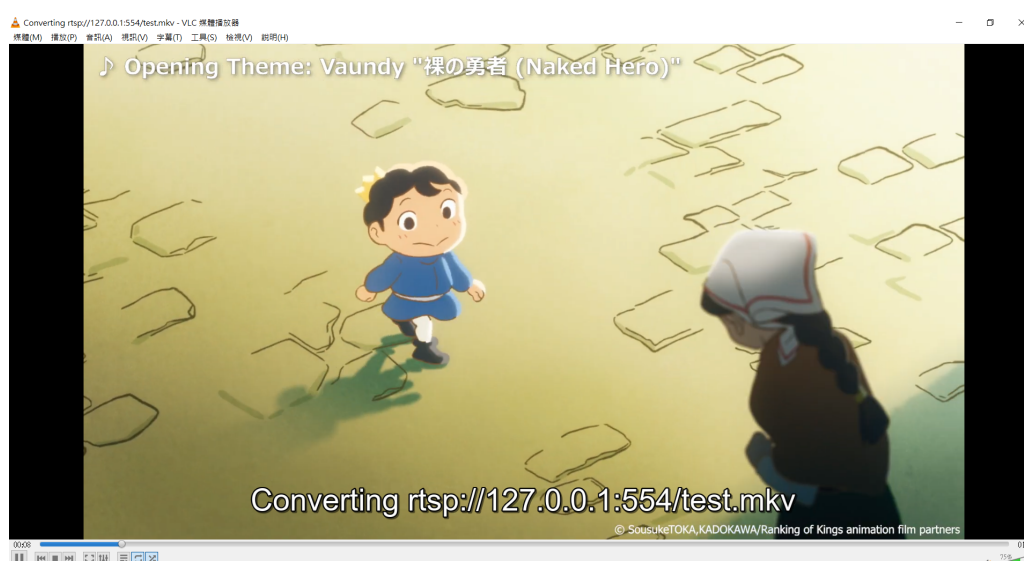 Converting rtsp://127.0.0.1:554/test.mkv - VLC 媒體播放器
媒體(M) 播放(P) 音訊(A) 視訊(V) 字幕(T) 工具(S) 檢視(V) 說明(H)
♪ Opening Theme: Vaundy "裸の勇者 (Naked Hero)"
Converting rtsp://127.0.0.1:554/test.mkv
© SousukeTOKA,KADOKAWA/Ranking of Kings animation film partners
00:08
75%